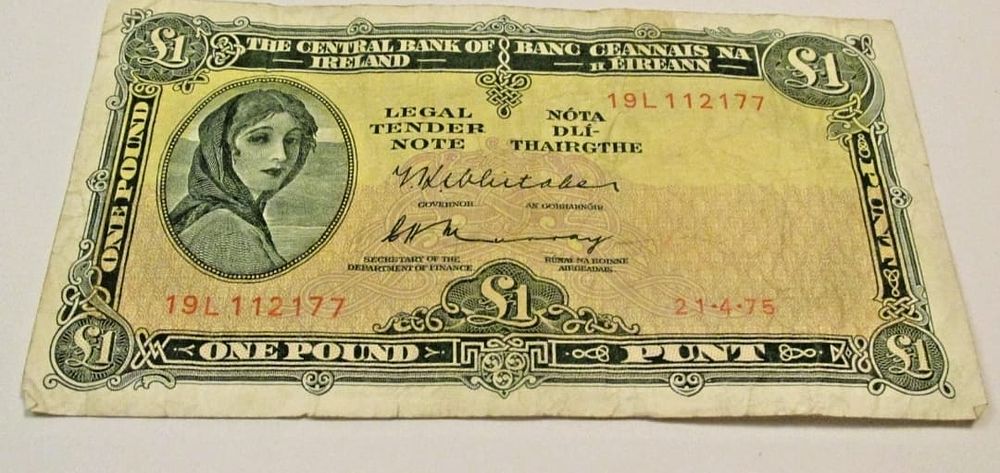 £1 THE CENTRAL BANK OF BANC CEANNAIS NA £1
IRELAND H ÉIREANN
19L 112177
LEGAL NÓTA
TENDER DLÍ-
NOTE THAIRGTHE
ONE POUND
PUNT
T.K. Whitaker
GOVERNOR AN GOBHARNÓIR
C H Murray
SECRETARY OF THE RÚNAÍ NA ROINNE
DEPARTMENT OF FINANCE AIRGEADAIS
19L 112177 £1 21·4·75
£1 ONE POUND PUNT £1